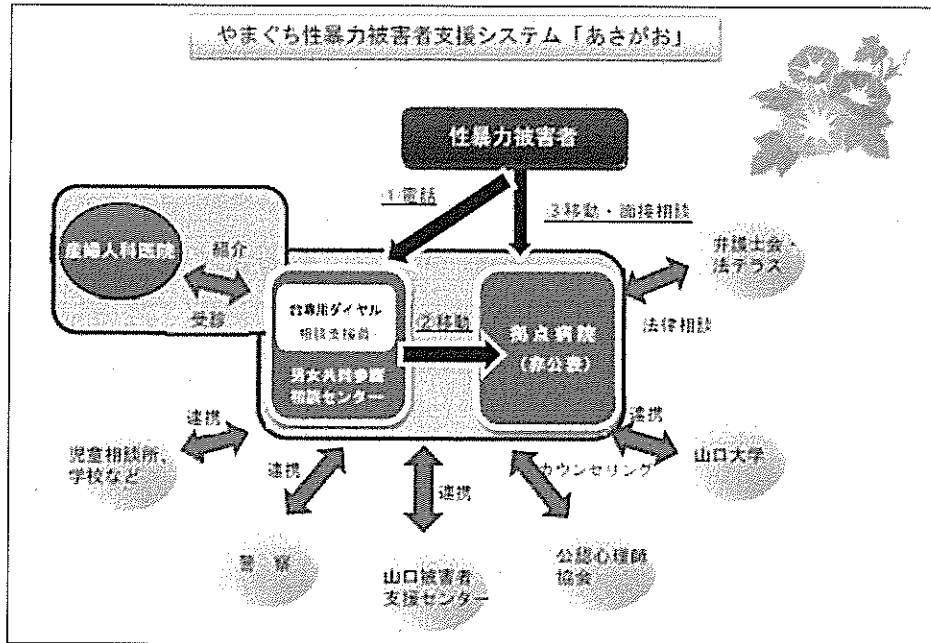 やまぐち性暴力被害者支援システム「あさがお」
性暴力被害者
①電話
③移動・面接相談
産婦人科医院
紹介
受診
専用ダイヤル
相談支援員
男女共同参画
相談センター
②移動
拠点病院
(非公表)
弁護士会・
法テラス
法律相談
連携
児童相談所、
学校など
連携
警 察
連携
山口被害者
支援センター
カウンセリング
公認心理師
協会
連携
山口大学